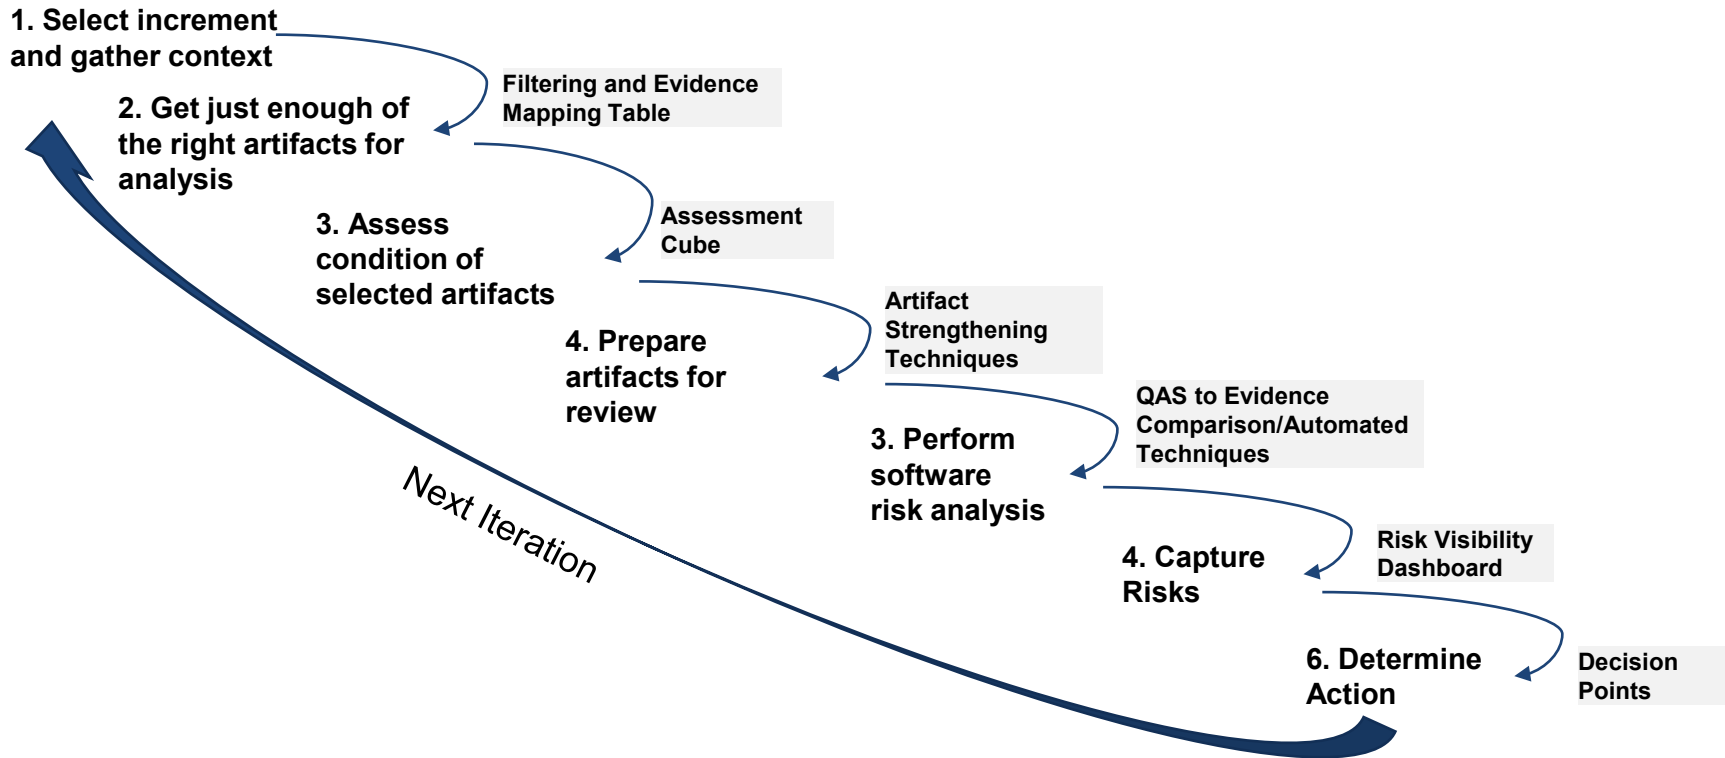 1. Select increment
and gather context
Filtering and Evidence
Mapping Table
2. Get just enough of
the right artifacts for
analysis
Assessment
Cube
3. Assess
condition of
selected artifacts
Artifact
Strengthening
Techniques
4. Prepare
artifacts for
review
QAS to Evidence
Comparison/Automated
Techniques
3. Perform
software
risk analysis
Risk Visibility
Dashboard
4. Capture
Risks
Decision
Points
6. Determine
Action
Next Iteration